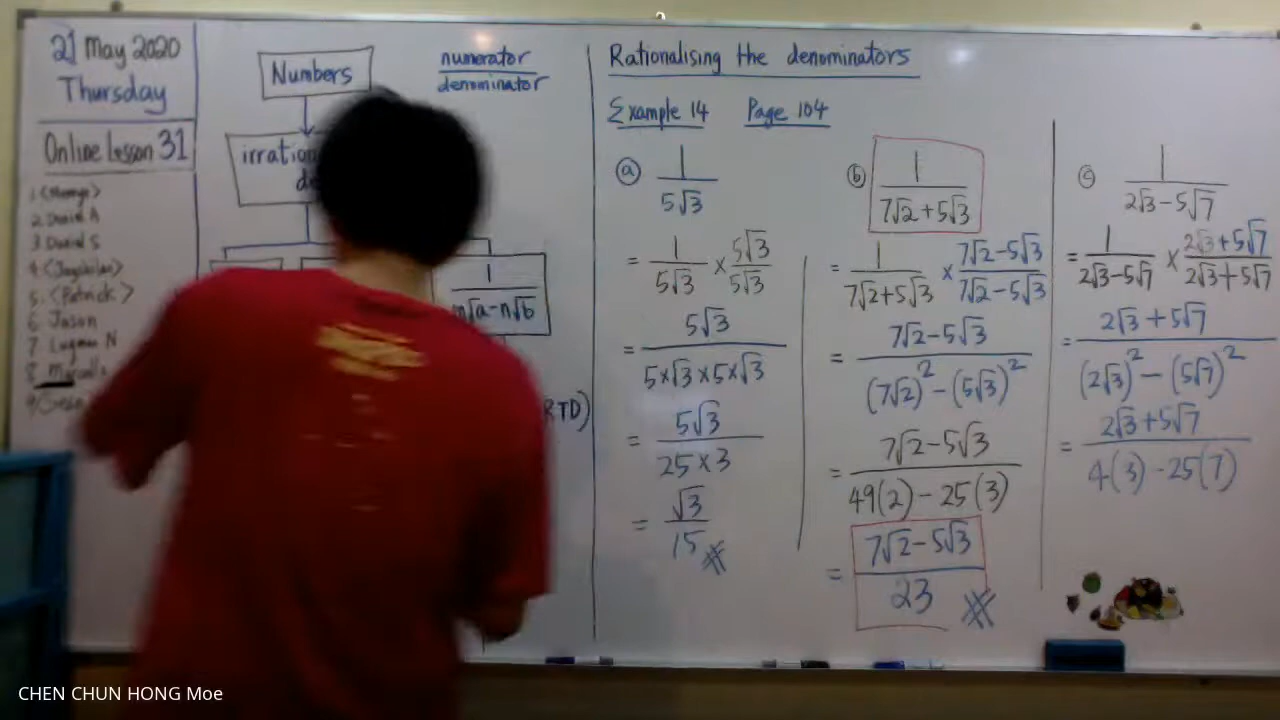 21 May 2020
Thursday
Online Lesson 31
2 David A
3 David S
5. <Patrick>
6. Jason
7 Luqman N
Numbers
numerator
denominator
1
m√a-n√b
RTD)
Rationalising the denominators
Example 14 Page 104
(a) 1/5√3
= 1/5√3 × 5√3/5√3
= 5√3/5×√3×5×√3
= 5√3/25×3
= √3/15 #
(b) 1/7√2+5√3
= 1/7√2+5√3 × 7√2-5√3/7√2-5√3
= 7√2-5√3/(7√2)²-(5√3)²
= 7√2-5√3/49(2)-25(3)
= 7√2-5√3/23 #
(c) 1/2√3-5√7
= 1/2√3-5√7 × 2√3+5√7/2√3+5√7
= 2√3+5√7/(2√3)²-(5√7)²
= 2√3+5√7/4(3)-25(7)
CHEN CHUN HONG Moe